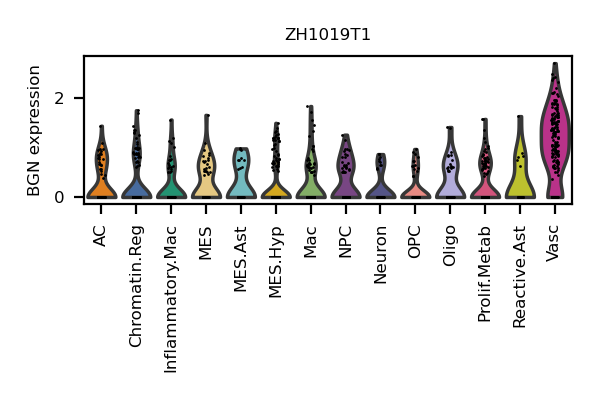 ZH1019T1
BGN expression
2
0
AC
Chromatin.Reg
Inflammatory.Mac
MES
MES.Ast
MES.Hyp
Mac
NPC
Neuron
OPC
Oligo
Prolif.Metab
Reactive.Ast
Vasc